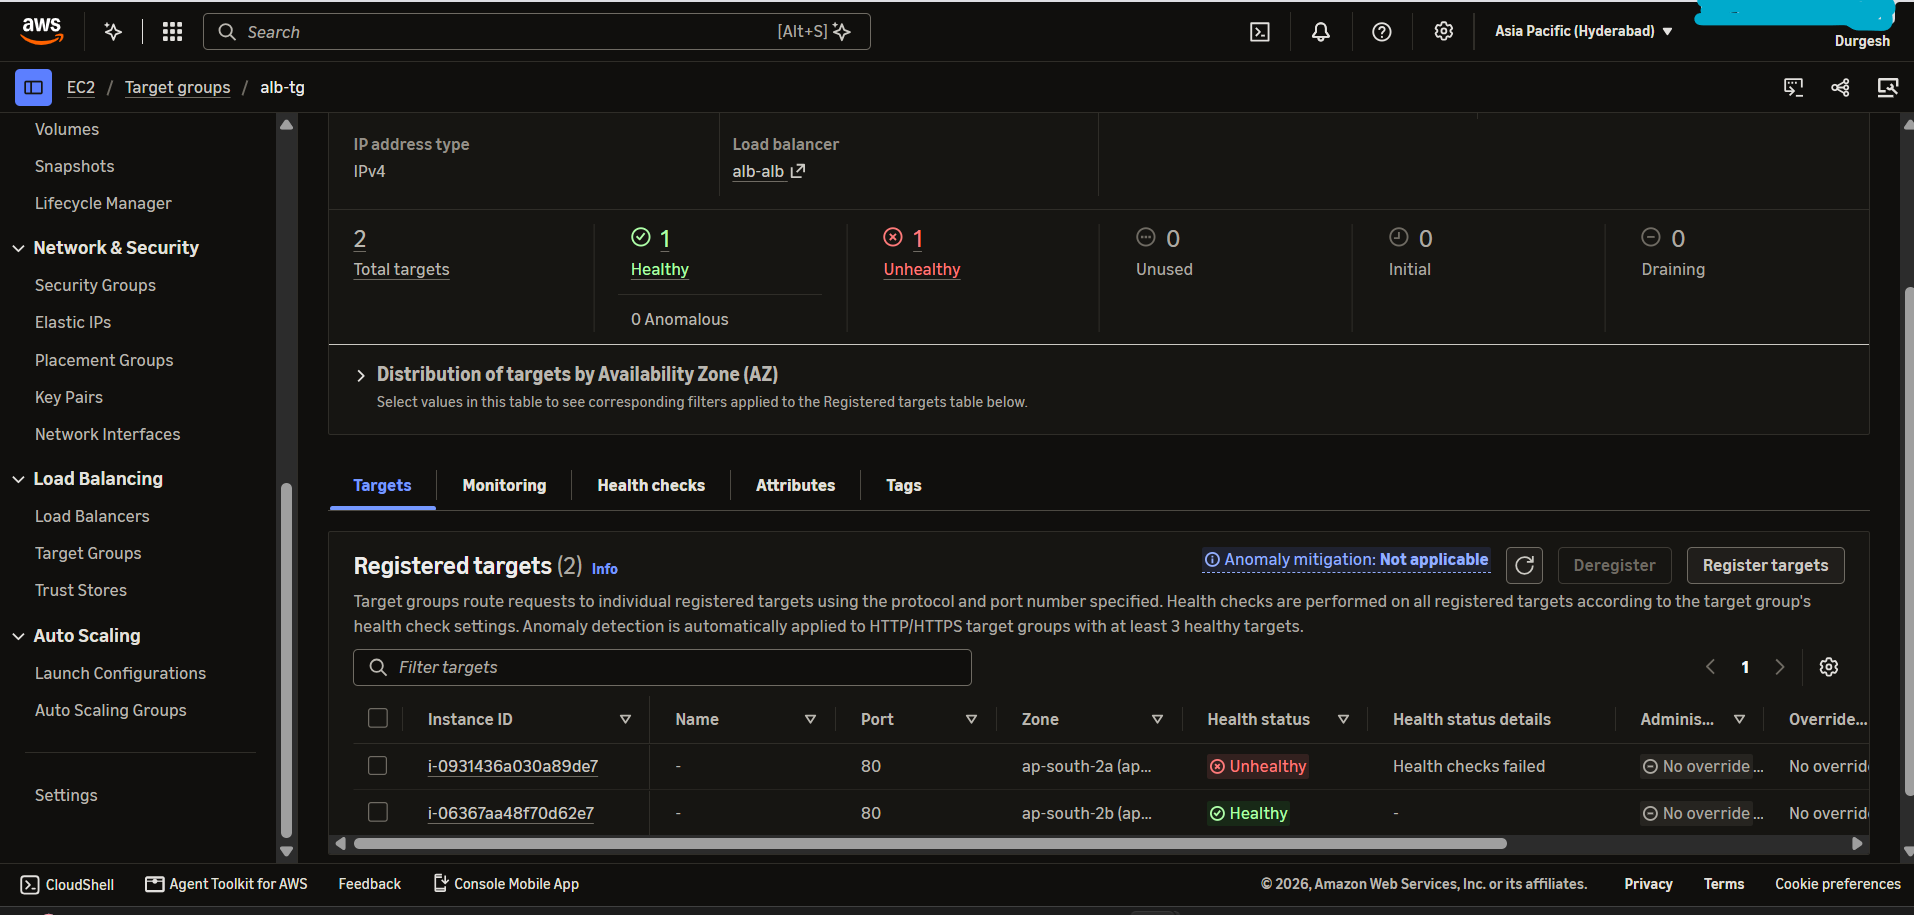 aws
Search [Alt+S]
Asia Pacific (Hyderabad)
Durgesh
EC2 / Target groups / alb-tg
Volumes
Snapshots
Lifecycle Manager
Network & Security
Security Groups
Elastic IPs
Placement Groups
Key Pairs
Network Interfaces
Load Balancing
Load Balancers
Target Groups
Trust Stores
Auto Scaling
Launch Configurations
Auto Scaling Groups
Settings
IP address type
IPv4
Load balancer
alb-alb
2
Total targets
1
Healthy
0 Anomalous
1
Unhealthy
0
Unused
0
Initial
0
Draining
Distribution of targets by Availability Zone (AZ)
Select values in this table to see corresponding filters applied to the Registered targets table below.
Targets Monitoring Health checks Attributes Tags
Registered targets (2) Info
Anomaly mitigation: Not applicable
Deregister
Register targets
Target groups route requests to individual registered targets using the protocol and port number specified. Health checks are performed on all registered targets according to the target group's
health check settings. Anomaly detection is automatically applied to HTTP/HTTPS target groups with at least 3 healthy targets.
Filter targets
1
Instance ID Name Port Zone Health status Health status details Adminis... Override...
i-0931436a030a89de7 - 80 ap-south-2a (ap... Unhealthy Health checks failed No override ... No overrid
i-06367aa48f70d62e7 - 80 ap-south-2b (ap... Healthy - No override ... No overrid
CloudShell Agent Toolkit for AWS Feedback Console Mobile App
© 2026, Amazon Web Services, Inc. or its affiliates. Privacy Terms Cookie preferences